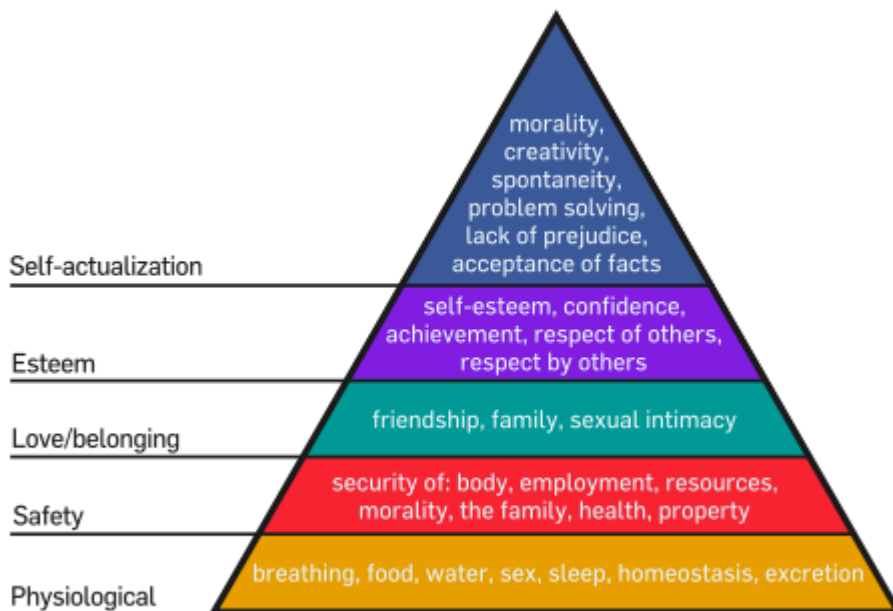 morality,
creativity,
spontaneity,
problem solving,
lack of prejudice,
acceptance of facts
Self-actualization
self-esteem, confidence,
achievement, respect of others,
respect by others
Esteem
friendship, family, sexual intimacy
Love/belonging
security of: body, employment, resources,
morality, the family, health, property
Safety
breathing, food, water, sex, sleep, homeostasis, excretion
Physiological